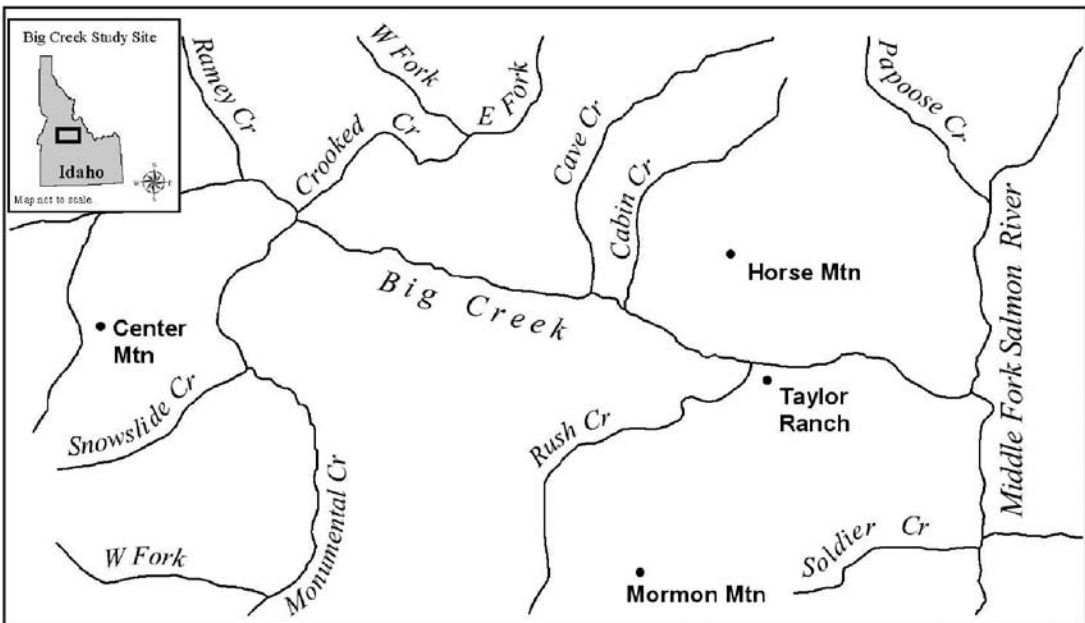 Big Creek Study Site
Idaho
N
W
E
S
Map not to scale.
Ramey Cr
W Fork
E Fork
Crooked Cr
Cave Cr
Cabin Cr
Papoose Cr
Middle Fork Salmon River
Horse Mtn
Big Creek
Center
Mtn
Snowslide Cr
Taylor
Ranch
Rush Cr
Monumental Cr
W Fork
Soldier Cr
Mormon Mtn